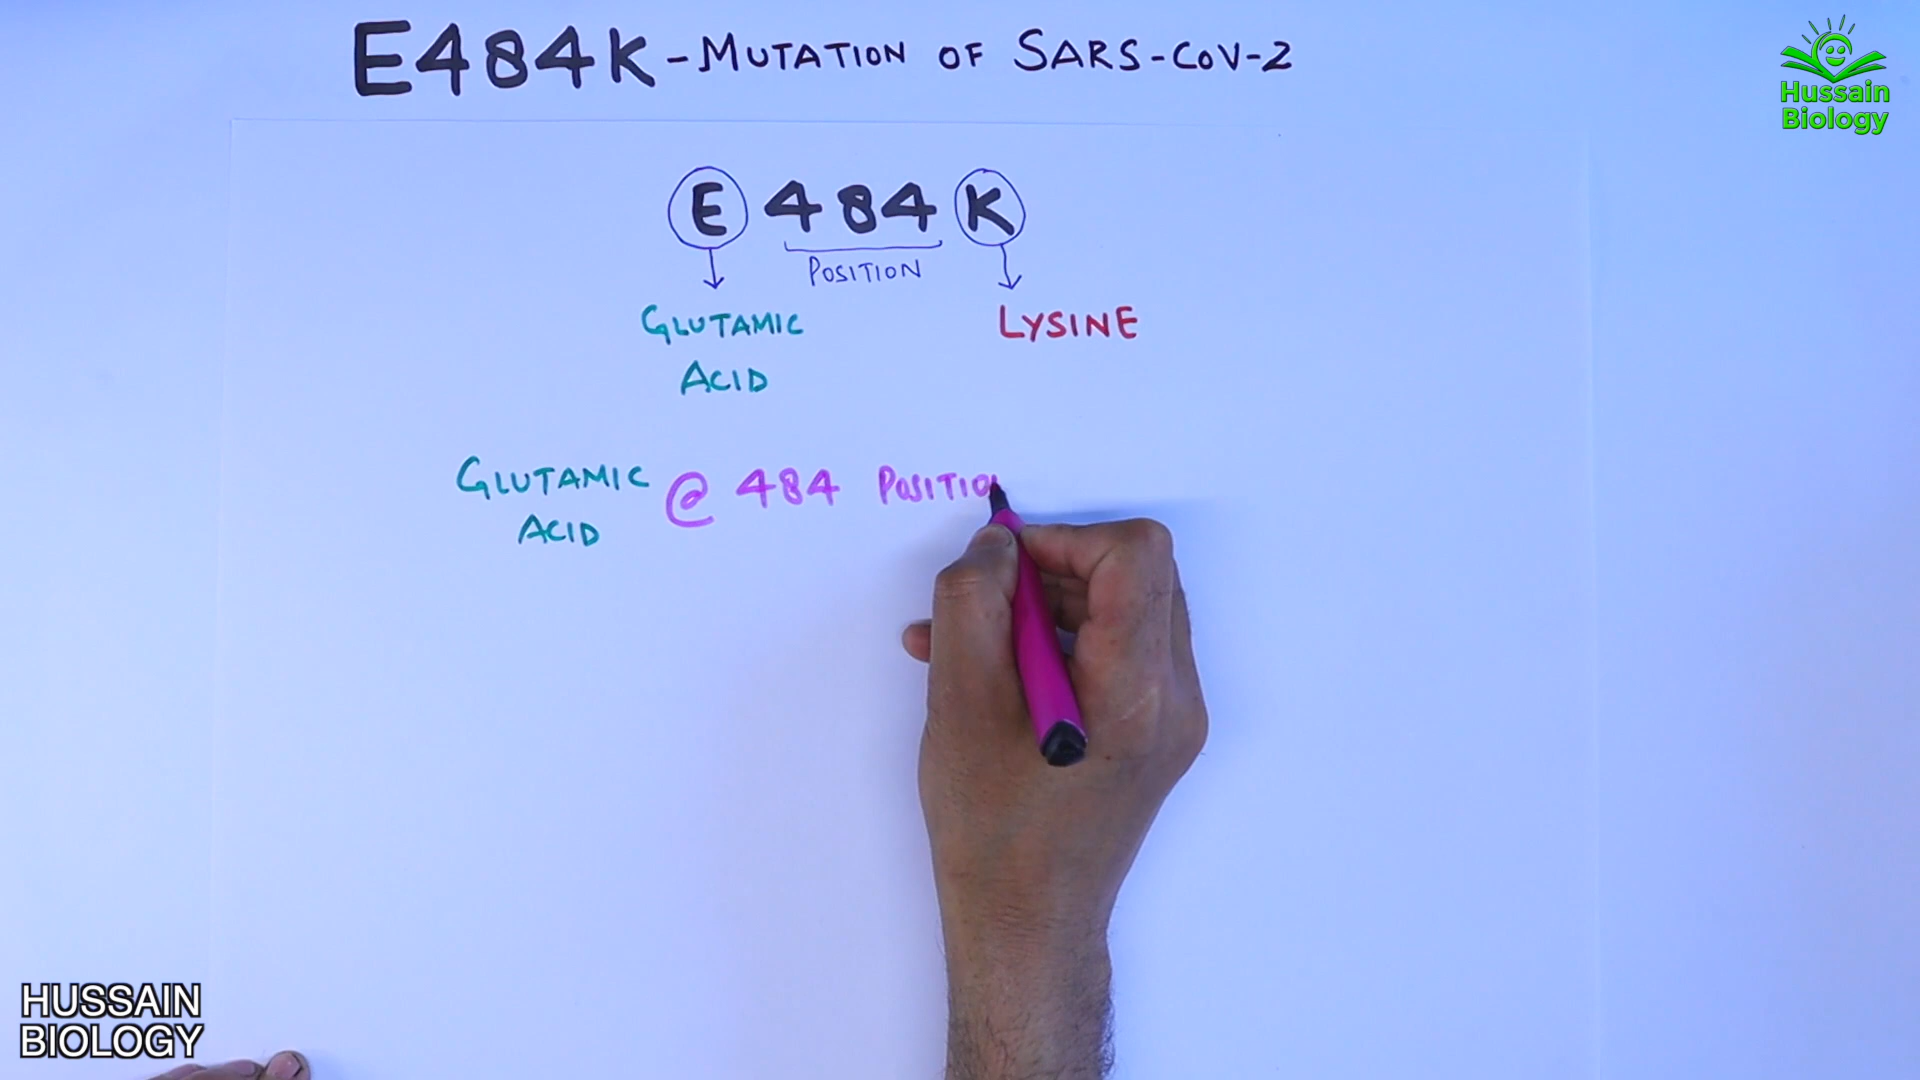 E484K - MUTATION OF SARS-COV-2
Hussain
Biology
E 484 K
POSITION
GLUTAMIC
ACID
LYSINE
GLUTAMIC
ACID
@ 484 POSITIO
HUSSAIN
BIOLOGY